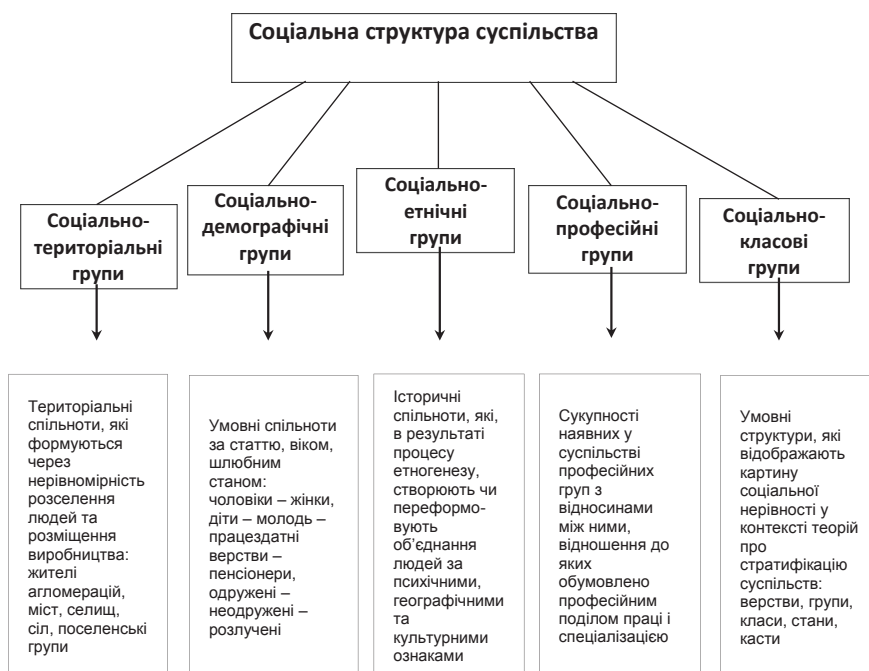 Соціальна структура суспільства
Соціально-
територіальні
групи
Соціально-
демографічні
групи
Соціально-
етнічні
групи
Соціально-
професійні
групи
Соціально-
класові
групи
Територіальні
спільноти, які
формуються
через
нерівномірність
розселення
людей та
розміщення
виробництва:
жителі
агломерацій,
міст, селищ,
сіл, поселенські
групи
Умовні спільноти
за статтю, віком,
шлюбним
станом:
чоловіки – жінки,
діти – молодь –
працездатні
верстви –
пенсіонери,
одружені –
неодружені –
розлучені
Історичні
спільноти, які,
в результаті
процесу
етногенезу,
створюють чи
переформо-
вують
об’єднання
людей за
психічними,
географічними
та
культурними
ознаками
Сукупності
наявних у
суспільстві
професійних
груп з
відносинами
між ними,
відношення до
яких
обумовлено
професійним
поділом праці і
спеціалізацією
Умовні
структури, які
відображають
картину
соціальної
нерівності у
контексті теорій
про
стратифікацію
суспільств:
верстви, групи,
класи, стани,
касти